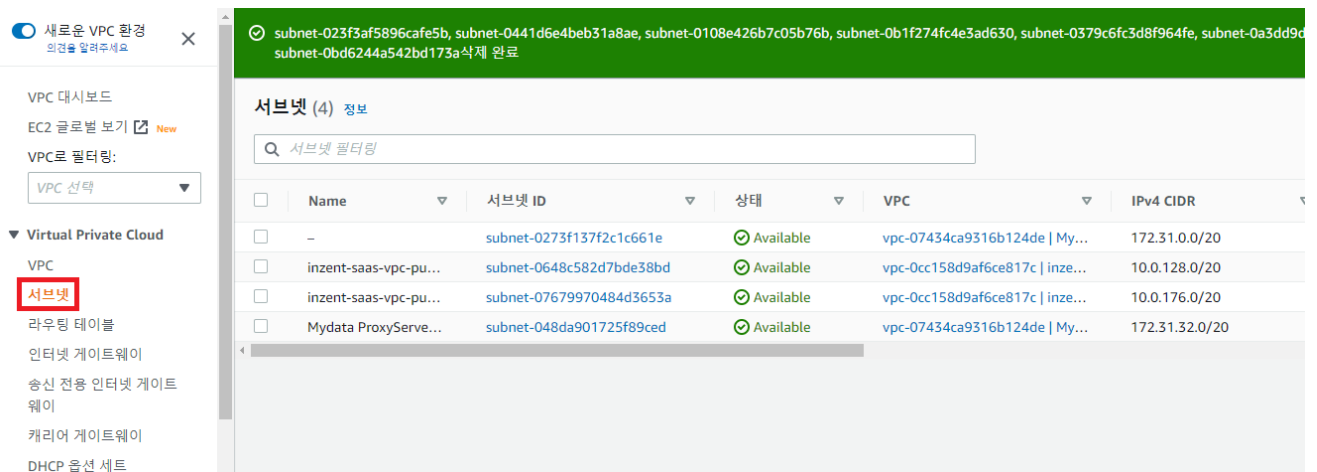 새로운 VPC 환경
의견을 알려주세요
VPC 대시보드
EC2 글로벌 보기 New
VPC로 필터링:
VPC 선택
Virtual Private Cloud
VPC
서브넷
라우팅 테이블
인터넷 게이트웨이
송신 전용 인터넷 게이트
웨이
캐리어 게이트웨이
DHCP 옵션 세트
subnet-023f3af5896cafe5b, subnet-0441d6e4beb31a8ae, subnet-0108e426b7c05b76b, subnet-0b1f274fc4e3ad630, subnet-0379c6fc3d8f964fe, subnet-0a3dd9d
subnet-0bd6244a542bd173a삭제 완료
서브넷 (4) 정보
서브넷 필터링
Name 서브넷 ID 상태 VPC IPv4 CIDR
– subnet-0273f137f2c1c661e Available vpc-07434ca9316b124de | My... 172.31.0.0/20
inzent-saas-vpc-pu... subnet-0648c582d7bde38bd Available vpc-0cc158d9af6ce817c | inze... 10.0.128.0/20
inzent-saas-vpc-pu... subnet-07679970484d3653a Available vpc-0cc158d9af6ce817c | inze... 10.0.176.0/20
Mydata ProxyServe... subnet-048da901725f89ced Available vpc-07434ca9316b124de | My... 172.31.32.0/20